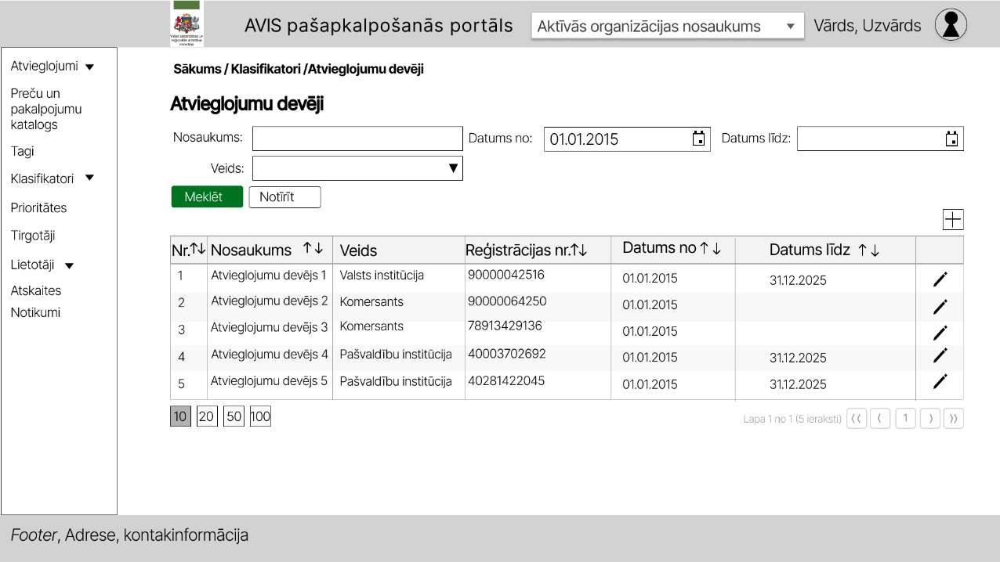 AVIS pašapkalpošanās portāls
Aktīvās organizācijas nosaukums
Vārds, Uzvārds
Vides aizsardzības un
reģionālās attīstības
ministrija
Atvieglojumi
Preču un
pakalpojumu
katalogs
Tagi
Klasifikatori
Prioritātes
Tirgotāji
Lietotāji
Atskaites
Notikumi
Sākums / Klasifikatori /Atvieglojumu devēji
Atvieglojumu devēji
Nosaukums: Datums no: 01.01.2015 Datums līdz:
Veids:
Meklēt Notīrīt
Nr. Nosaukums Veids Reģistrācijas nr. Datums no Datums līdz
1 Atvieglojumu devējs 1 Valsts institūcija 90000042516 01.01.2015 31.12.2025
2 Atvieglojumu devējs 2 Komersants 90000064250 01.01.2015
3 Atvieglojumu devējs 3 Komersants 78913429136 01.01.2015
4 Atvieglojumu devējs 4 Pašvaldību institūcija 40003702692 01.01.2015 31.12.2025
5 Atvieglojumu devējs 5 Pašvaldību institūcija 40281422045 01.01.2015 31.12.2025
10 20 50 100
Lapa 1 no 1 (5 ieraksti) ⟨⟨ ⟨ 1 ⟩ ⟩⟩
Footer, Adrese, kontakinformācija